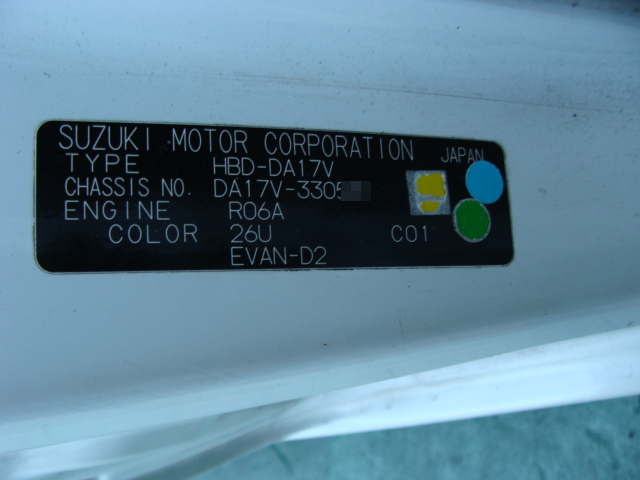 SUZUKI MOTOR CORPORATION JAPAN
TYPE HBD-DA17V
CHASSIS NO. DA17V-3305
ENGINE R06A
COLOR 26U C01
EVAN-D2